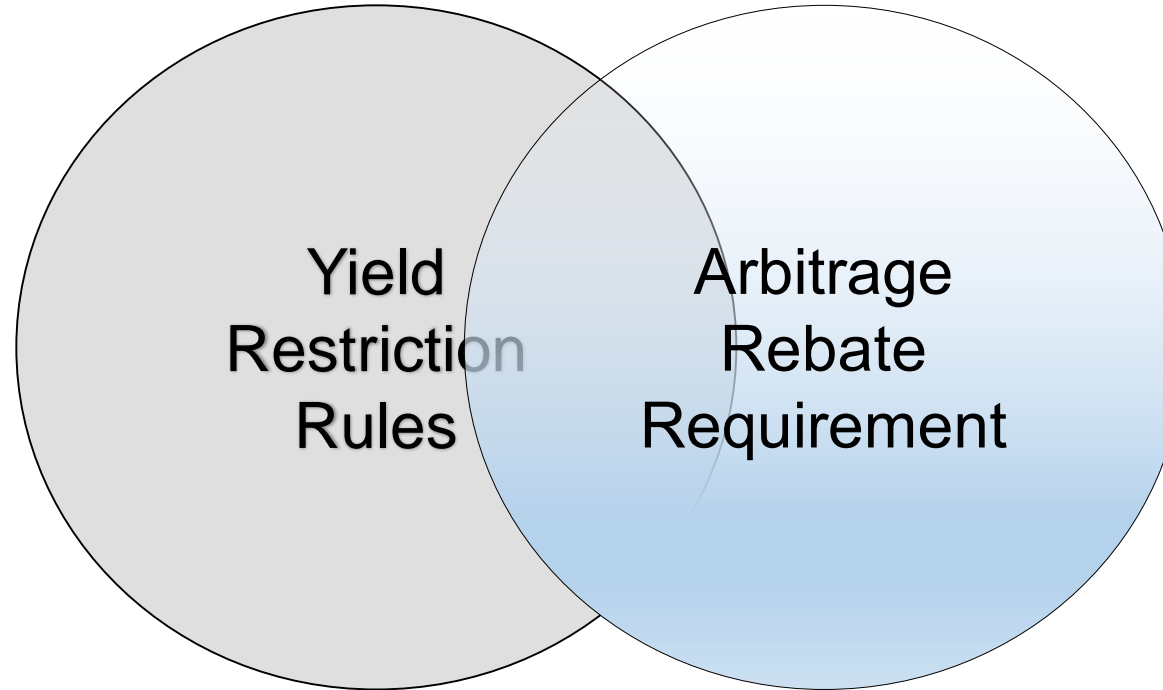 Yield
Restriction
Rules
Arbitrage
Rebate
Requirement